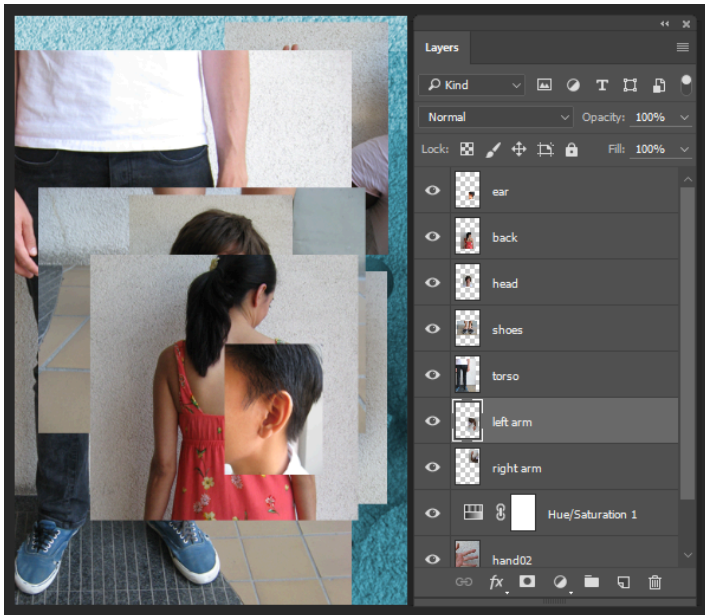 Layers
Kind
Normal
Opacity: 100%
Lock:
Fill: 100%
ear
back
head
shoes
torso
left arm
right arm
Hue/Saturation 1
hand02
fx